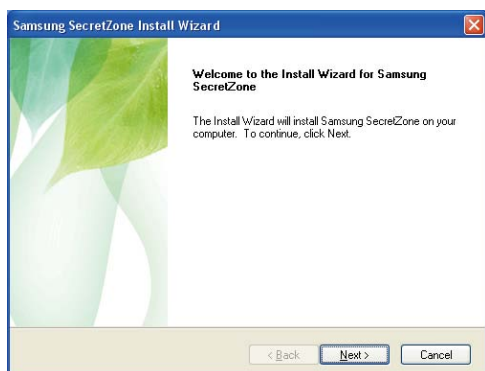 Samsung SecretZone Install Wizard
Welcome to the Install Wizard for Samsung
SecretZone
The Install Wizard will install Samsung SecretZone on your
computer. To continue, click Next.
< Back
Next >
Cancel